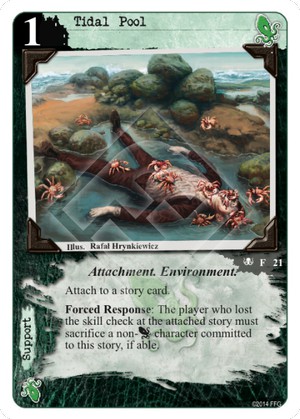 1
Tidal Pool
Illus. Rafał Hrynkiewicz
F 21
Attachment. Environment.
Attach to a story card.
Forced Response: The player who lost
the skill check at the attached story must
sacrifice a non- character committed
to this story, if able.
Support
©2014 FFG